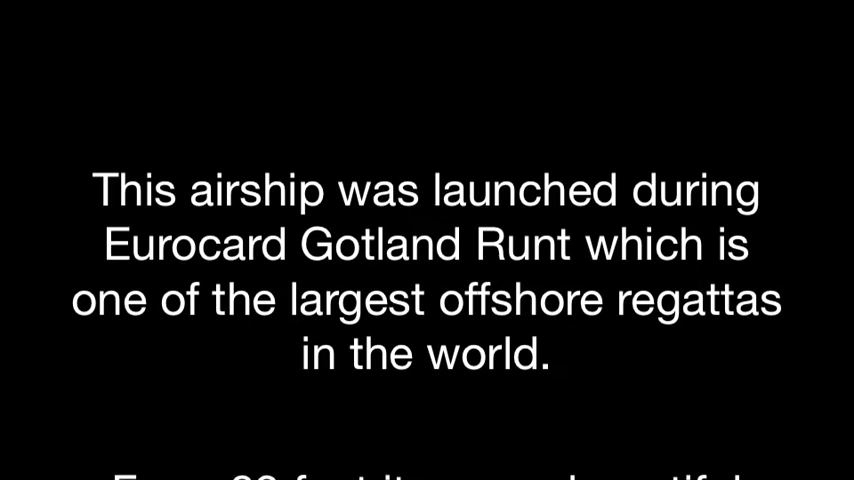 This airship was launched during
Eurocard Gotland Runt which is
one of the largest offshore regattas
in the world.